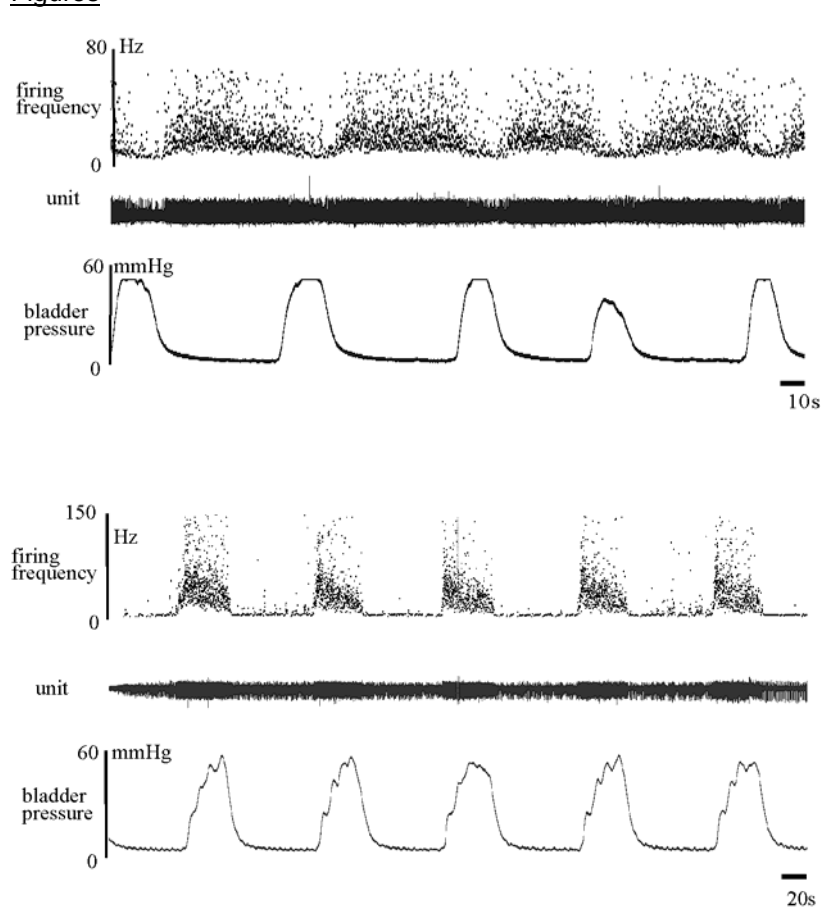 Figures
80 Hz
firing
frequency
0
unit
60 mmHg
bladder
pressure
0
10s
150
Hz
firing
frequency
0
unit
60 mmHg
bladder
pressure
0
20s